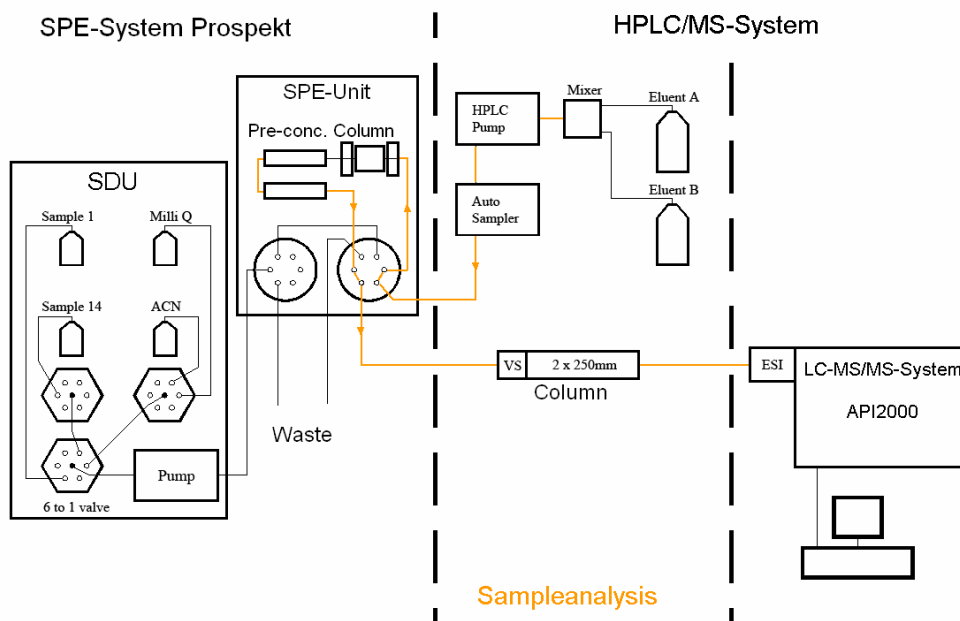 SPE-System Prospekt
HPLC/MS-System
SPE-Unit
Pre-conc. Column
SDU
Sample 1
Milli Q
Sample 14
ACN
6 to 1 valve
Pump
Waste
HPLC
Pump
Mixer
Eluent A
Auto
Sampler
Eluent B
VS
2 x 250mm
Column
ESI
LC-MS/MS-System
API2000
Sampleanalysis